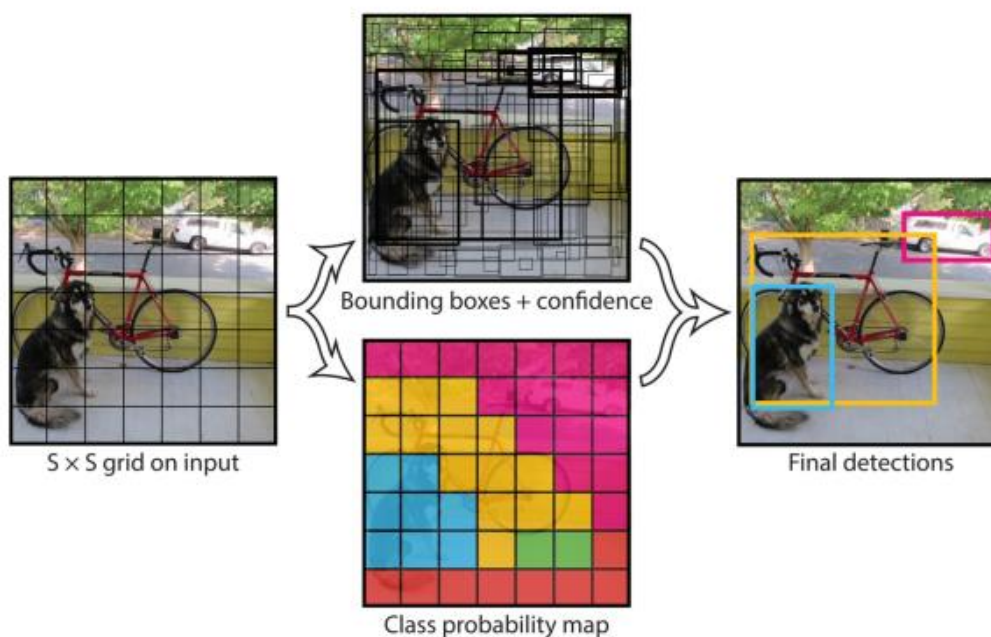 Bounding boxes + confidence
S × S grid on input
Final detections
Class probability map